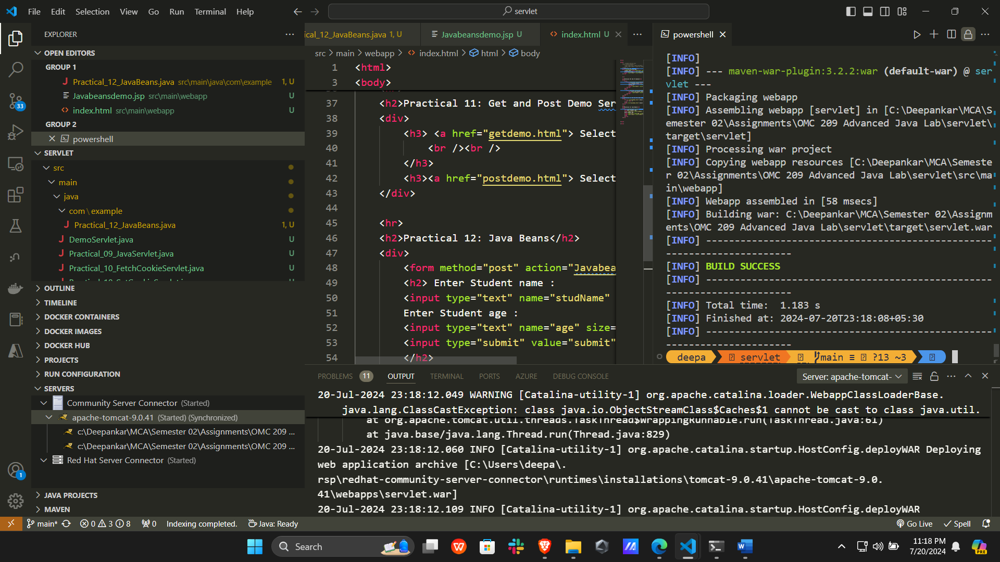 File Edit Selection View Go Run Terminal Help
servlet
EXPLORER
OPEN EDITORS
GROUP 1
Practical_12_JavaBeans.java src\main\java\com\example 1, U
Javabeansdemo.jsp src\main\webapp U
index.html src\main\webapp U
GROUP 2
powershell
SERVLET
src
main
java
com\example
Practical_12_JavaBeans.java 1, U
DemoServlet.java U
Practical_09_JavaServlet.java U
Practical_10_FetchCookieServlet.java U
OUTLINE
TIMELINE
DOCKER CONTAINERS
DOCKER IMAGES
DOCKER HUB
PROJECTS
RUN CONFIGURATION
SERVERS
Community Server Connector (Started)
apache-tomcat-9.0.41 (Started) (Synchronized)
c:\Deepankar\MCA\Semester 02\Assignments\OMC 209 ...
c:\Deepankar\MCA\Semester 02\Assignments\OMC 209 ...
Red Hat Server Connector (Started)
JAVA PROJECTS
MAVEN
33
1
ical_12_JavaBeans.java 1, U
Javabeansdemo.jsp U
index.html U
src > main > webapp > index.html > html > body
1 <html>
3 <body>
37 <h2>Practical 11: Get and Post Demo Ser
38 <div>
39 <h3> <a href="getdemo.html"> Select
40 <br /><br />
41 </h3>
42 <h3><a href="postdemo.html"> Select
43 </div>
44
45 <hr>
46 <h2>Practical 12: Java Beans</h2>
47 <div>
48 <form method="post" action="Javabea
49 <h2> Enter Student name :
50 <input type="text" name="studName"
51 Enter Student age :
52 <input type="text" name="age" size=
53 <input type="submit" value="submit"
54 </h2>
powershell
[INFO]
[INFO] --- maven-war-plugin:3.2.2:war (default-war) @ ser
vlet ---
[INFO] Packaging webapp
[INFO] Assembling webapp [servlet] in [C:\Deepankar\MCA\S
emester 02\Assignments\OMC 209 Advanced Java Lab\servlet\
target\servlet]
[INFO] Processing war project
[INFO] Copying webapp resources [C:\Deepankar\MCA\Semeste
r 02\Assignments\OMC 209 Advanced Java Lab\servlet\src\ma
in\webapp]
[INFO] Webapp assembled in [58 msecs]
[INFO] Building war: C:\Deepankar\MCA\Semester 02\Assignm
ents\OMC 209 Advanced Java Lab\servlet\target\servlet.war
[INFO] --------------------------------------------------
----------------------
[INFO] BUILD SUCCESS
[INFO] --------------------------------------------------
----------------------
[INFO] Total time:  1.183 s
[INFO] Finished at: 2024-07-20T23:18:08+05:30
[INFO] --------------------------------------------------
----------------------
deepa servlet main ≡ ?13 ~3
PROBLEMS 11 OUTPUT TERMINAL PORTS AZURE DEBUG CONSOLE
Server: apache-tomcat-
20-Jul-2024 23:18:12.049 WARNING [Catalina-utility-1] org.apache.catalina.loader.WebappClassLoaderBase.
java.lang.ClassCastException: class java.io.ObjectStreamClass$Caches$1 cannot be cast to class java.util.
at org.apache.tomcat.util.threads.TaskThread$WrappingRunnable.run(TaskThread.java:61)
at java.base/java.lang.Thread.run(Thread.java:829)
20-Jul-2024 23:18:12.060 INFO [Catalina-utility-1] org.apache.catalina.startup.HostConfig.deployWAR Deploying
web application archive [C:\Users\deepa\.
rsp\redhat-community-server-connector\runtimes\installations\tomcat-9.0.41\apache-tomcat-9.0.
41\webapps\servlet.war]
20-Jul-2024 23:18:12.109 INFO [Catalina-utility-1] org.apache.catalina.startup.HostConfig.deployWAR
main* 0 3 8 0 Indexing completed. Java: Ready
Go Live Spell
Search
11:18 PM
7/20/2024
PRE